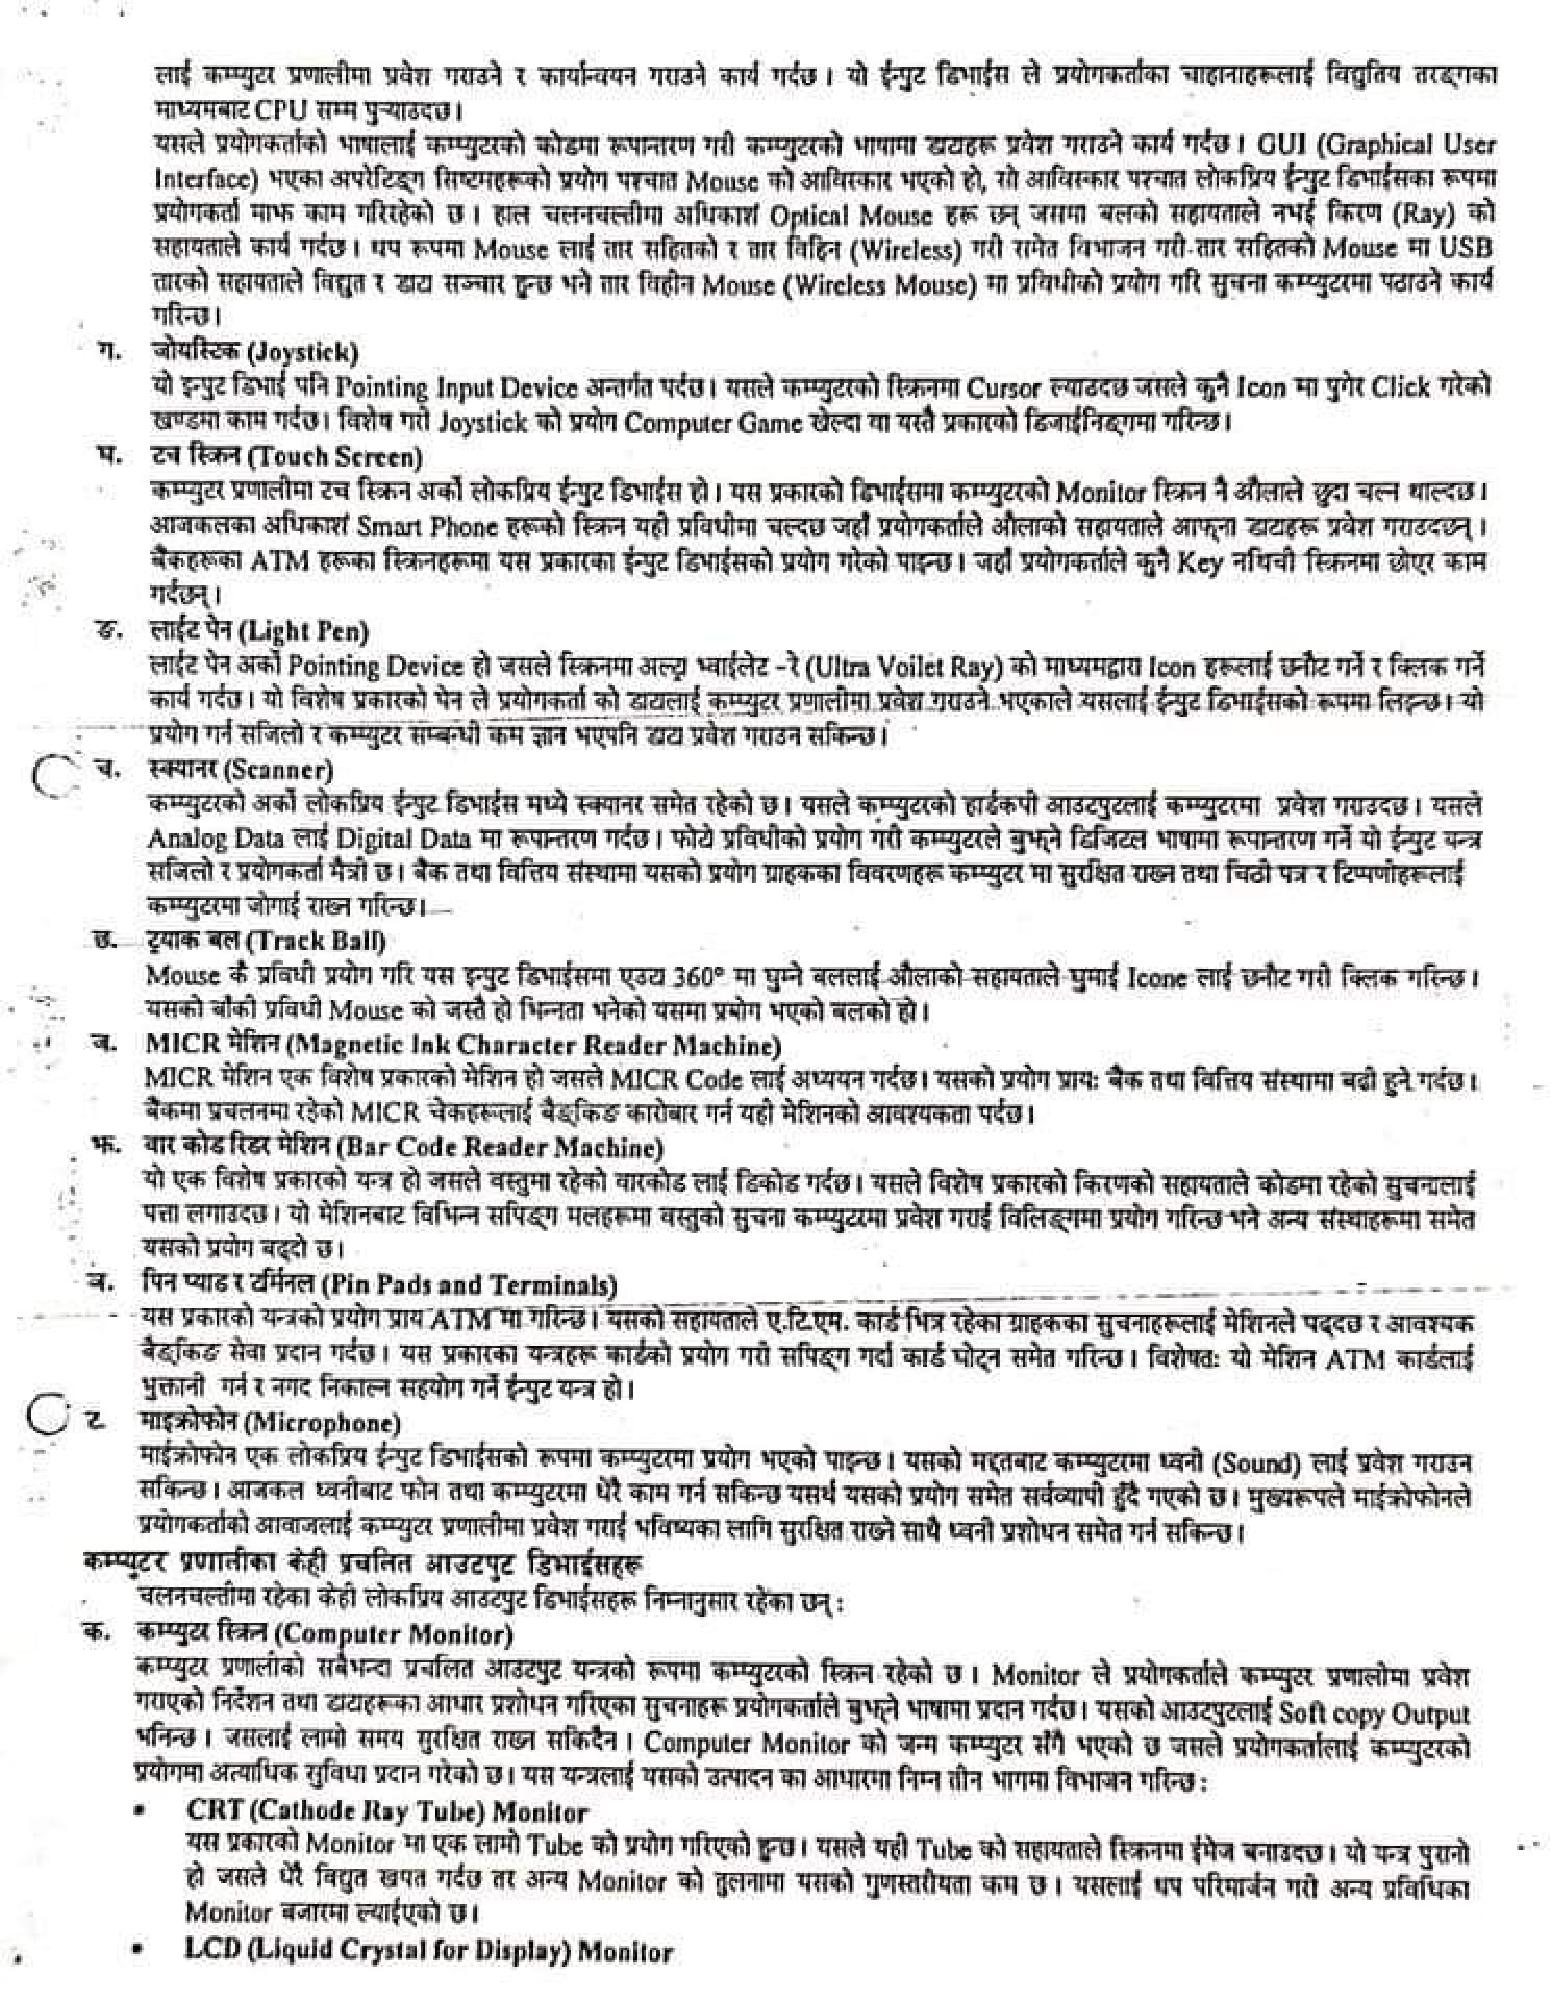 लाई कम्प्युटर प्रणालीमा प्रवेश गराउने र कार्यान्वयन गराउने कार्य गर्दछ। यो ईन्पुट डिभाईस ले प्रयोगकर्ताका चाहानाहरूलाई विद्युतिय तरङ्गका
माध्यमबाट CPU सम्म पुऱ्याउदछ।
यसले प्रयोगकर्ताको भाषालाई कम्प्युटरको कोडमा रूपान्तरण गरी कम्प्युटरको भाषामा डाटाहरू प्रवेश गराउने कार्य गर्दछ। GUI (Graphical User
Interface) भएका अपरेटिङ्ग सिष्टमहरूको प्रयोग पश्चात Mouse को आविस्कार भएको हो, सो आविस्कार पश्चात लोकप्रिय ईन्पुट डिभाईसका रूपमा
प्रयोगकर्ता माझ काम गरिरहेको छ। हाल चलनचल्तीमा अधिकाशं Optical Mouse हरू छन् जसमा बलको सहायताले नभई किरण (Ray) को
सहायताले कार्य गर्दछ। थप रूपमा Mouse लाई तार सहितको र तार विहिन (Wireless) गरी समेत विभाजन गरी-तार सहितको Mouse मा USB
तारको सहायताले विद्युत र डाटा सञ्चार हुन्छ भने तार विहीन Mouse (Wireless Mouse) मा प्रविधीको प्रयोग गरि सुचना कम्प्युटरमा पठाउने कार्य
गरिन्छ।
ग. जोयस्टिक (Joystick)
यो इन्पुट डिभाई पनि Pointing Input Device अन्तर्गत पर्दछ। यसले कम्प्युटरको स्क्रिनमा Cursor ल्याउदछ जसले कुनै Icon मा पुगेर Click गरेको
खण्डमा काम गर्दछ। विशेष गरी Joystick को प्रयोग Computer Game खेल्दा वा यस्तै प्रकारको डिजाईनिङ्गमा गरिन्छ।
घ. टच स्क्रिन (Touch Screen)
कम्प्युटर प्रणालीमा टच स्क्रिन अर्को लोकप्रिय ईन्पुट डिभाईस हो। यस प्रकारको डिभाईसमा कम्प्युटरको Monitor स्क्रिन नै औलाले छुदा चल्न थाल्दछ।
आजकलका अधिकाशं Smart Phone हरूको स्क्रिन यही प्रविधीमा चल्दछ जहाँ प्रयोगकर्ताले औलाको सहायताले आफ्ना डाटाहरू प्रवेश गराउदछन्।
बैकहरूका ATM हरूका स्क्रिनहरूमा यस प्रकारका ईन्पुट डिभाईसको प्रयोग गरेको पाइन्छ। जहाँ प्रयोगकर्ताले कुनै Key नथिची स्क्रिनमा छोएर काम
गर्दछन्।
ङ. लाईट पेन (Light Pen)
लाईट पेन अर्को Pointing Device हो जसले स्क्रिनमा अल्ट्रा भ्वाईलेट -रे (Ultra Voilet Ray) को माध्यमद्वारा Icon हरूलाई छनौट गर्ने र क्लिक गर्ने
कार्य गर्दछ। यो विशेष प्रकारको पेन ले प्रयोगकर्ता को डाटालाई कम्प्युटर प्रणालीमा प्रवेश गराउने भएकाले यसलाई ईन्पुट डिभाईसको रूपमा लिइन्छ। यो
प्रयोग गर्न सजिलो र कम्प्युटर सम्बन्धी कम ज्ञान भएपनि डाटा प्रवेश गराउन सकिन्छ।
च. स्क्यानर (Scanner)
कम्प्युटरको अर्को लोकप्रिय ईन्पुट डिभाईस मध्ये स्क्यानर समेत रहेको छ। यसले कम्प्युटरको हार्डकपी आउटपुटलाई कम्प्युटरमा प्रवेश गराउदछ। यसले
Analog Data लाई Digital Data मा रूपान्तरण गर्दछ। फोटो प्रविधीको प्रयोग गरी कम्प्युटरले बुझ्ने डिजिटल भाषामा रूपान्तरण गर्ने यो ईन्पुट यन्त्र
सजिलो र प्रयोगकर्ता मैत्री छ। बैक तथा वित्तिय संस्थामा यसको प्रयोग ग्राहकका विवरणहरू कम्प्युटर मा सुरक्षित राख्न तथा चिठी पत्र र टिप्पणीहरूलाई
कम्प्युटरमा जोगाई राख्न गरिन्छ।
छ. ट्रयाक बल (Track Ball)
Mouse कै प्रविधी प्रयोग गरि यस इन्पुट डिभाईसमा एउटा 360° मा घुम्ने बललाई औलाको सहायताले घुमाई Icone लाई छनौट गरी क्लिक गरिन्छ।
यसको बाँकी प्रविधी Mouse को जस्तै हो भिन्नता भनेको यसमा प्रयोग भएको बलको हो।
ज. MICR मेशिन (Magnetic Ink Character Reader Machine)
MICR मेशिन एक विशेष प्रकारको मेशिन हो जसले MICR Code लाई अध्ययन गर्दछ। यसको प्रयोग प्राय: बैक तथा वित्तिय संस्थामा बढी हुने गर्दछ।
बैकमा प्रचलनमा रहेको MICR चेकहरूलाई बैङ्किङ कारोबार गर्न यही मेशिनको आवश्यकता पर्दछ।
झ. वार कोड रिडर मेशिन (Bar Code Reader Machine)
यो एक विशेष प्रकारको यन्त्र हो जसले वस्तुमा रहेको वारकोड लाई डिकोड गर्दछ। यसले विशेष प्रकारको किरणको सहायताले कोडमा रहेको सुचनालाई
पत्ता लगाउदछ। यो मेशिनबाट विभिन्न सपिङ्ग मलहरूमा वस्तुको सुचना कम्प्युटरमा प्रवेश गराई विलिङ्गमा प्रयोग गरिन्छ भने अन्य संस्थाहरूमा समेत
यसको प्रयोग बढ्दो छ।
ञ. पिन प्याड र टर्मिनल (Pin Pads and Terminals)
यस प्रकारको यन्त्रको प्रयोग प्राय ATM मा गरिन्छ। यसको सहायताले ए.टि.एम. कार्ड भित्र रहेका ग्राहकका सुचनाहरूलाई मेशिनले पढ्दछ र आवश्यक
बैङ्किङ सेवा प्रदान गर्दछ। यस प्रकारका यन्त्रहरू कार्डको प्रयोग गरी सपिङ्ग गर्दा कार्ड घोट्न समेत गरिन्छ। विशेषत: यो मेशिन ATM कार्डलाई
भुक्तानी गर्न र नगद निकाल्न सहयोग गर्ने ईन्पुट यन्त्र हो।
ट माइक्रोफोन (Microphone)
माईक्रोफोन एक लोकप्रिय ईन्पुट डिभाईसको रूपमा कम्प्युटरमा प्रयोग भएको पाइन्छ। यसको मद्दतबाट कम्प्युटरमा ध्वनी (Sound) लाई प्रवेश गराउन
सकिन्छ। आजकल ध्वनीबाट फोन तथा कम्प्युटरमा धेरै काम गर्न सकिन्छ यसर्थ यसको प्रयोग समेत सर्वव्यापी हुँदै गएको छ। मुख्यरूपले माईक्रोफोनले
प्रयोगकर्ताको आवाजलाई कम्प्युटर प्रणालीमा प्रवेश गराई भविष्यका लागि सुरक्षित राख्ने साथै ध्वनी प्रशोधन समेत गर्न सकिन्छ।
कम्प्युटर प्रणालीका केही प्रचलित आउटपुट डिभाईसहरू
चलनचल्तीमा रहेका केही लोकप्रिय आउटपुट डिभाईसहरू निम्नानुसार रहेका छन् :
क. कम्प्युटर स्क्रिन (Computer Monitor)
कम्प्युटर प्रणालीको सबैभन्दा प्रचलित आउटपुट यन्त्रको रूपमा कम्प्युटरको स्क्रिन रहेको छ। Monitor ले प्रयोगकर्ताले कम्प्युटर प्रणालीमा प्रवेश
गराएको निर्देशन तथा डाटाहरूका आधार प्रशोधन गरिएका सुचनाहरू प्रयोगकर्ताले बुझ्ने भाषामा प्रदान गर्दछ। यसको आउटपुटलाई Soft copy Output
भनिन्छ। जसलाई लामो समय सुरक्षित राख्न सकिदैन। Computer Monitor को जन्म कम्प्युटर सँगै भएको छ जसले प्रयोगकर्तालाई कम्प्युटरको
प्रयोगमा अत्याधिक सुविधा प्रदान गरेको छ। यस यन्त्रलाई यसको उत्पादन का आधारमा निम्न तीन भागमा विभाजन गरिन्छ :
• CRT (Cathode Ray Tube) Monitor
यस प्रकारको Monitor मा एक लामो Tube को प्रयोग गरिएको हुन्छ। यसले यही Tube को सहायताले स्क्रिनमा ईमेज बनाउदछ। यो यन्त्र पुरानो
हो जसले धेरै विद्युत खपत गर्दछ तर अन्य Monitor को तुलनामा यसको गुणस्तरीयता कम छ। यसलाई थप परिमार्जन गरी अन्य प्रविधिका
Monitor बजारमा ल्याईएको छ।
• LCD (Liquid Crystal for Display) Monitor